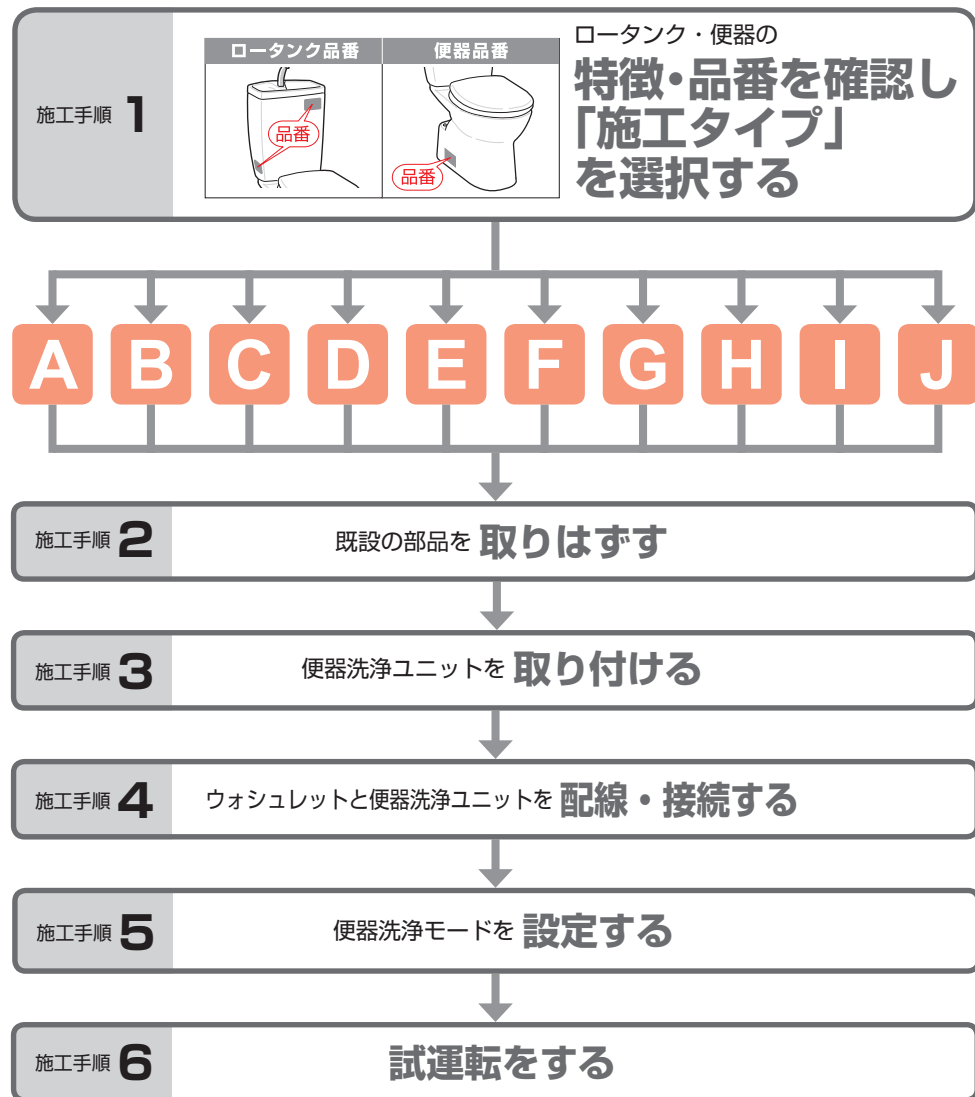 施工手順 1
ロータンク品番
便器品番
品番
品番
ロータンク・便器の
特徴・品番を確認し
「施工タイプ」
を選択する
A B C D E F G H I J
施工手順 2
既設の部品を 取りはずす
施工手順 3
便器洗浄ユニットを 取り付ける
施工手順 4
ウォシュレットと便器洗浄ユニットを 配線・接続する
施工手順 5
便器洗浄モードを 設定する
施工手順 6
試運転をする